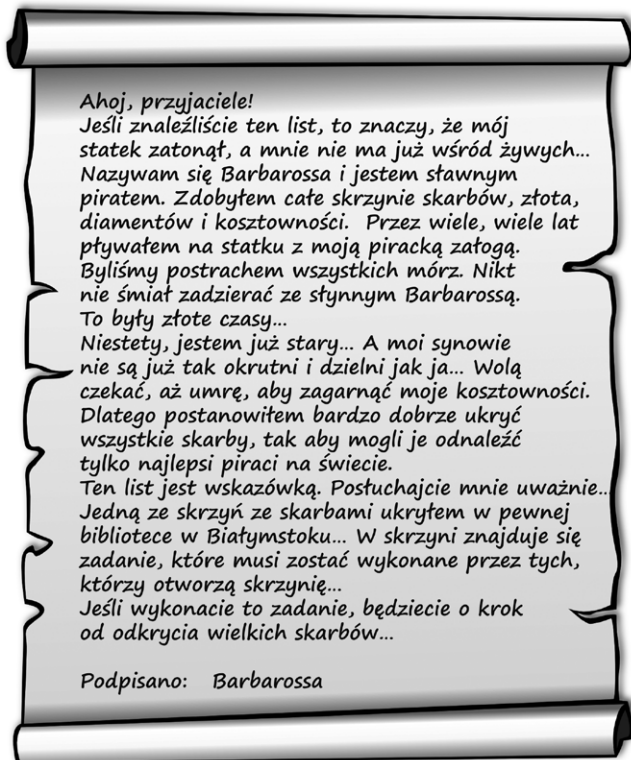 Ahoj, przyjaciele!
Jeśli znaleźliście ten list, to znaczy, że mój
statek zatonął, a mnie nie ma już wśród żywych...
Nazywam się Barbarossa i jestem sławnym
piratem. Zdobyłem całe skrzynie skarbów, złota,
diamentów i kosztowności.  Przez wiele, wiele lat
pływałem na statku z moją piracką załogą.
Byliśmy postrachem wszystkich mórz. Nikt
nie śmiał zadzierać ze słynnym Barbarossą.
To były złote czasy...
Niestety, jestem już stary... A moi synowie
nie są już tak okrutni i dzielni jak ja... Wolą
czekać, aż umrę, aby zagarnąć moje kosztowności.
Dlatego postanowiłem bardzo dobrze ukryć
wszystkie skarby, tak aby mogli je odnaleźć
tylko najlepsi piraci na świecie.
Ten list jest wskazówką. Posłuchajcie mnie uważnie...
Jedną ze skrzyń ze skarbami ukryłem w pewnej
bibliotece w Białymstoku... W skrzyni znajduje się
zadanie, które musi zostać wykonane przez tych,
którzy otworzą skrzynię...
Jeśli wykonacie to zadanie, będziecie o krok
od odkrycia wielkich skarbów...
Podpisano:   Barbarossa